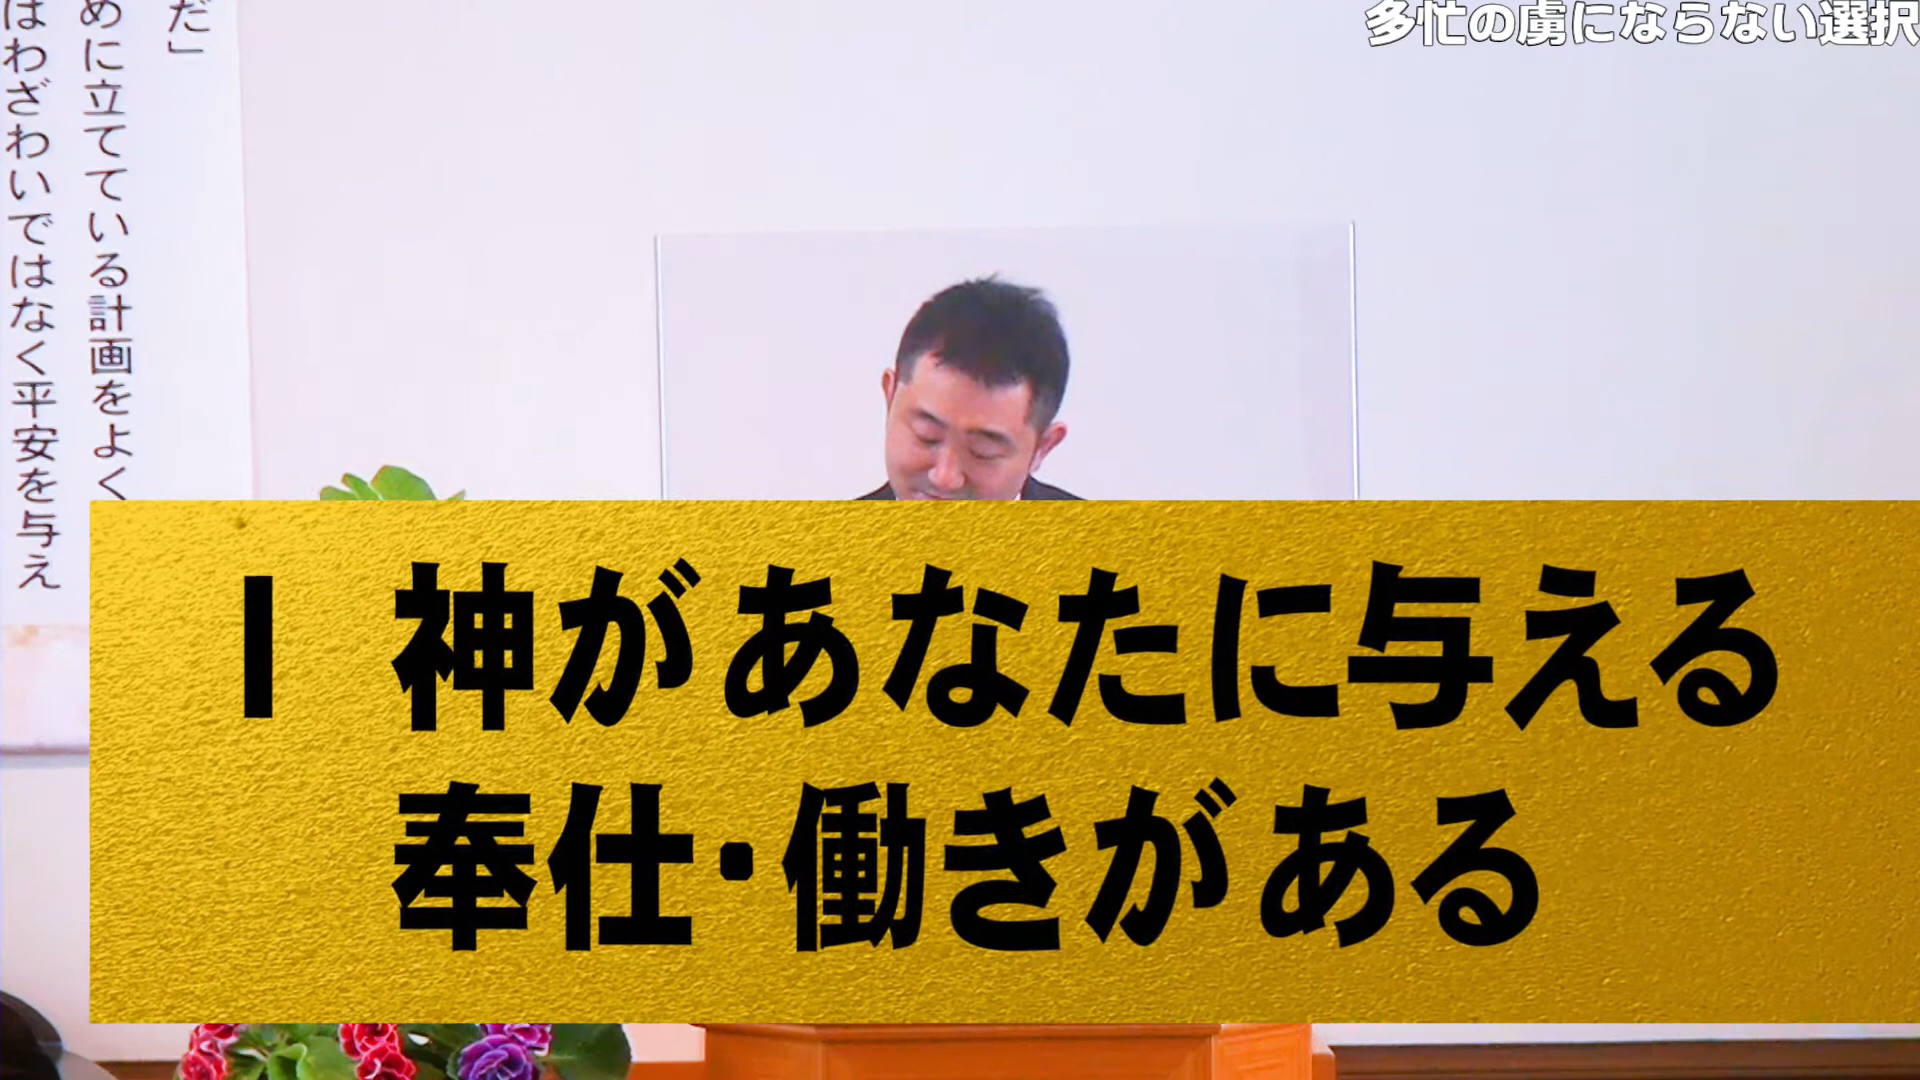 多忙の虜にならない選択
だ」
めに立てている計画をよく
はわざわいではなく平安を与え
Ⅰ 神があなたに与える
奉仕・働きがある